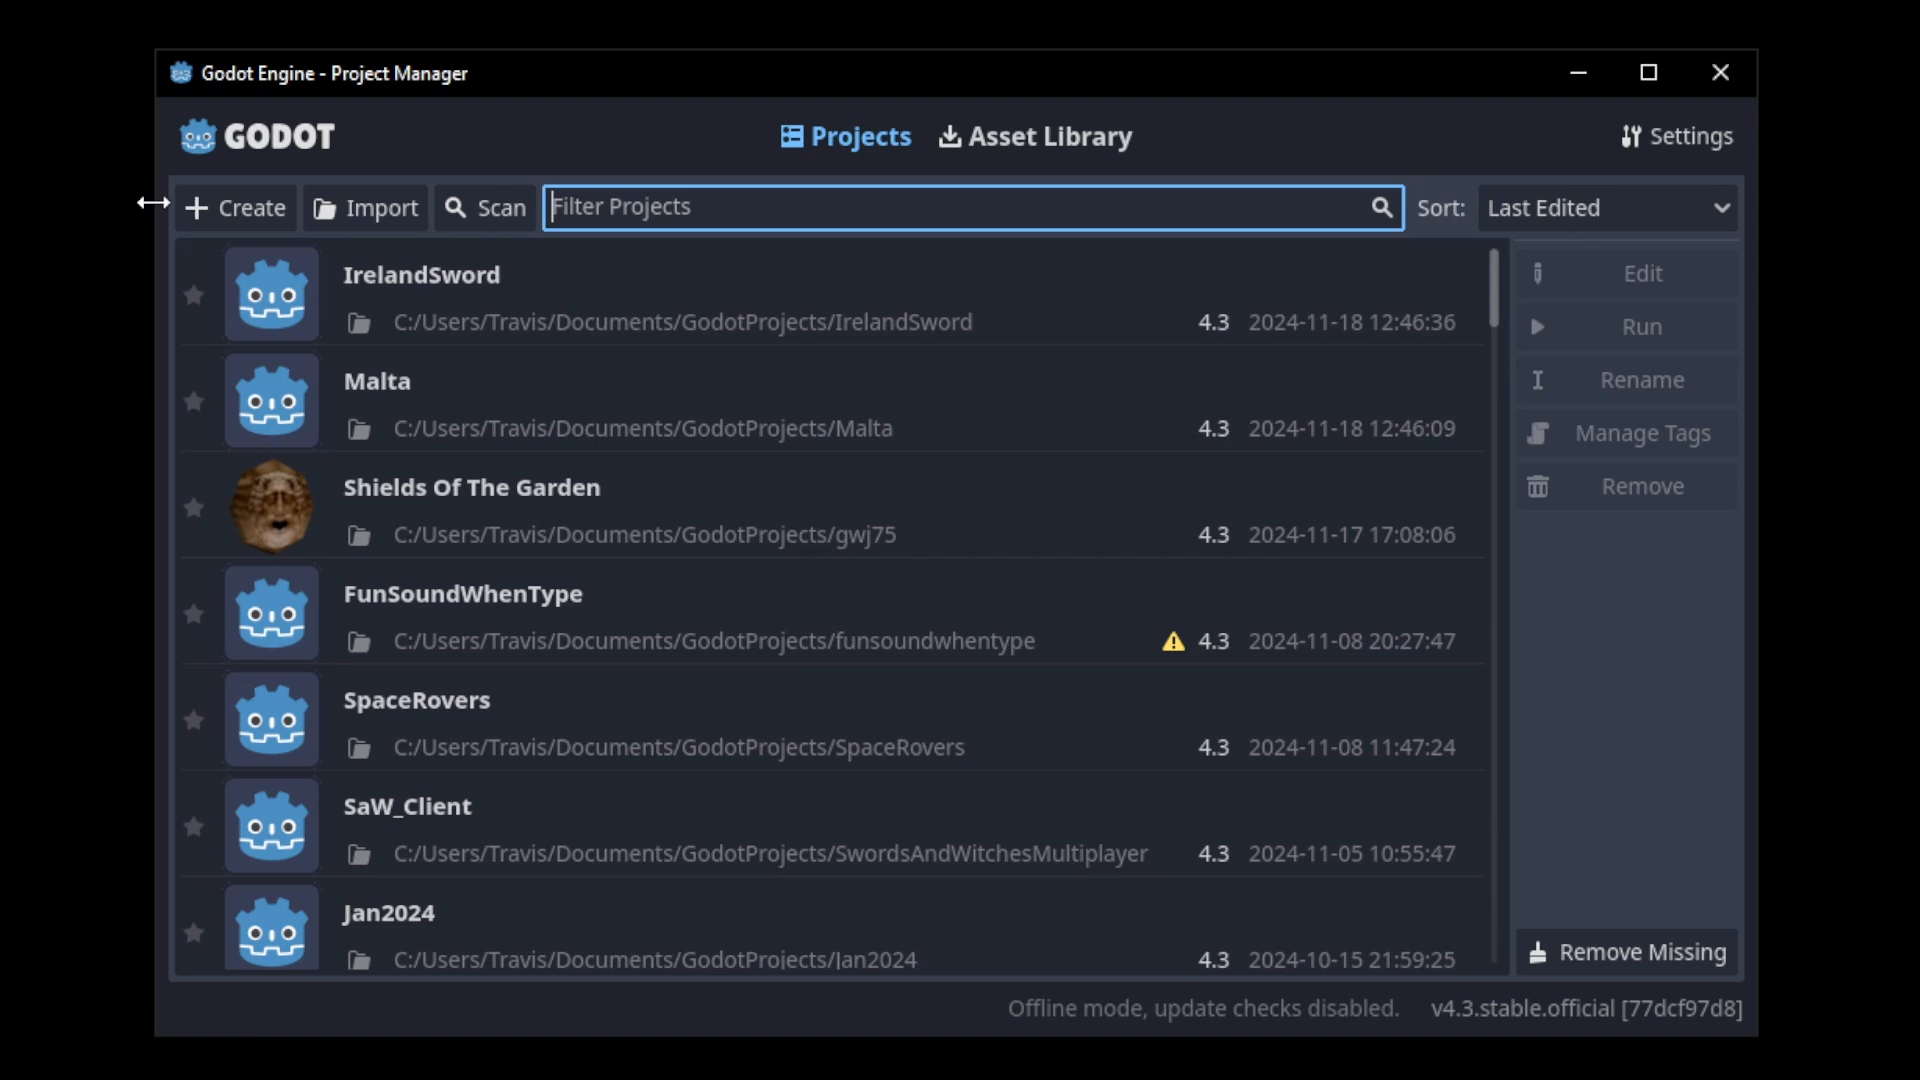 Godot Engine - Project Manager
GODOT
Projects
Asset Library
Settings
Create
Import
Scan
Filter Projects
Sort:
Last Edited
IrelandSword
C:/Users/Travis/Documents/GodotProjects/IrelandSword 4.3 2024-11-18 12:46:36
Malta
C:/Users/Travis/Documents/GodotProjects/Malta 4.3 2024-11-18 12:46:09
Shields Of The Garden
C:/Users/Travis/Documents/GodotProjects/gwj75 4.3 2024-11-17 17:08:06
FunSoundWhenType
C:/Users/Travis/Documents/GodotProjects/funsoundwhentype 4.3 2024-11-08 20:27:47
SpaceRovers
C:/Users/Travis/Documents/GodotProjects/SpaceRovers 4.3 2024-11-08 11:47:24
SaW_Client
C:/Users/Travis/Documents/GodotProjects/SwordsAndWitchesMultiplayer 4.3 2024-11-05 10:55:47
Jan2024
C:/Users/Travis/Documents/GodotProjects/Jan2024 4.3 2024-10-15 21:59:25
Edit
Run
Rename
Manage Tags
Remove
Remove Missing
Offline mode, update checks disabled.
v4.3.stable.official [77dcf97d8]